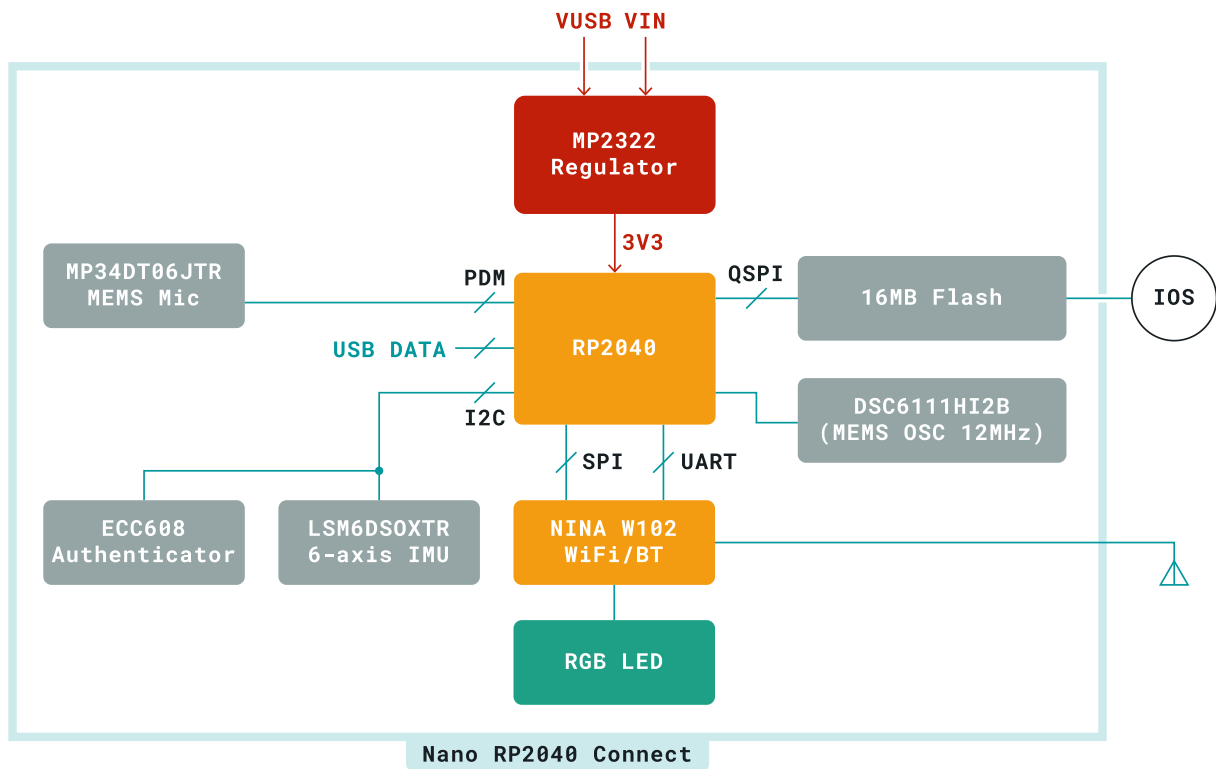 VUSB VIN
MP2322
Regulator
3V3
MP34DT06JTR
MEMS Mic
PDM
QSPI
16MB Flash
IOS
USB DATA
RP2040
I2C
DSC6111HI2B
(MEMS OSC 12MHz)
SPI
UART
ECC608
Authenticator
LSM6DSOXTR
6-axis IMU
NINA W102
WiFi/BT
RGB LED
Nano RP2040 Connect